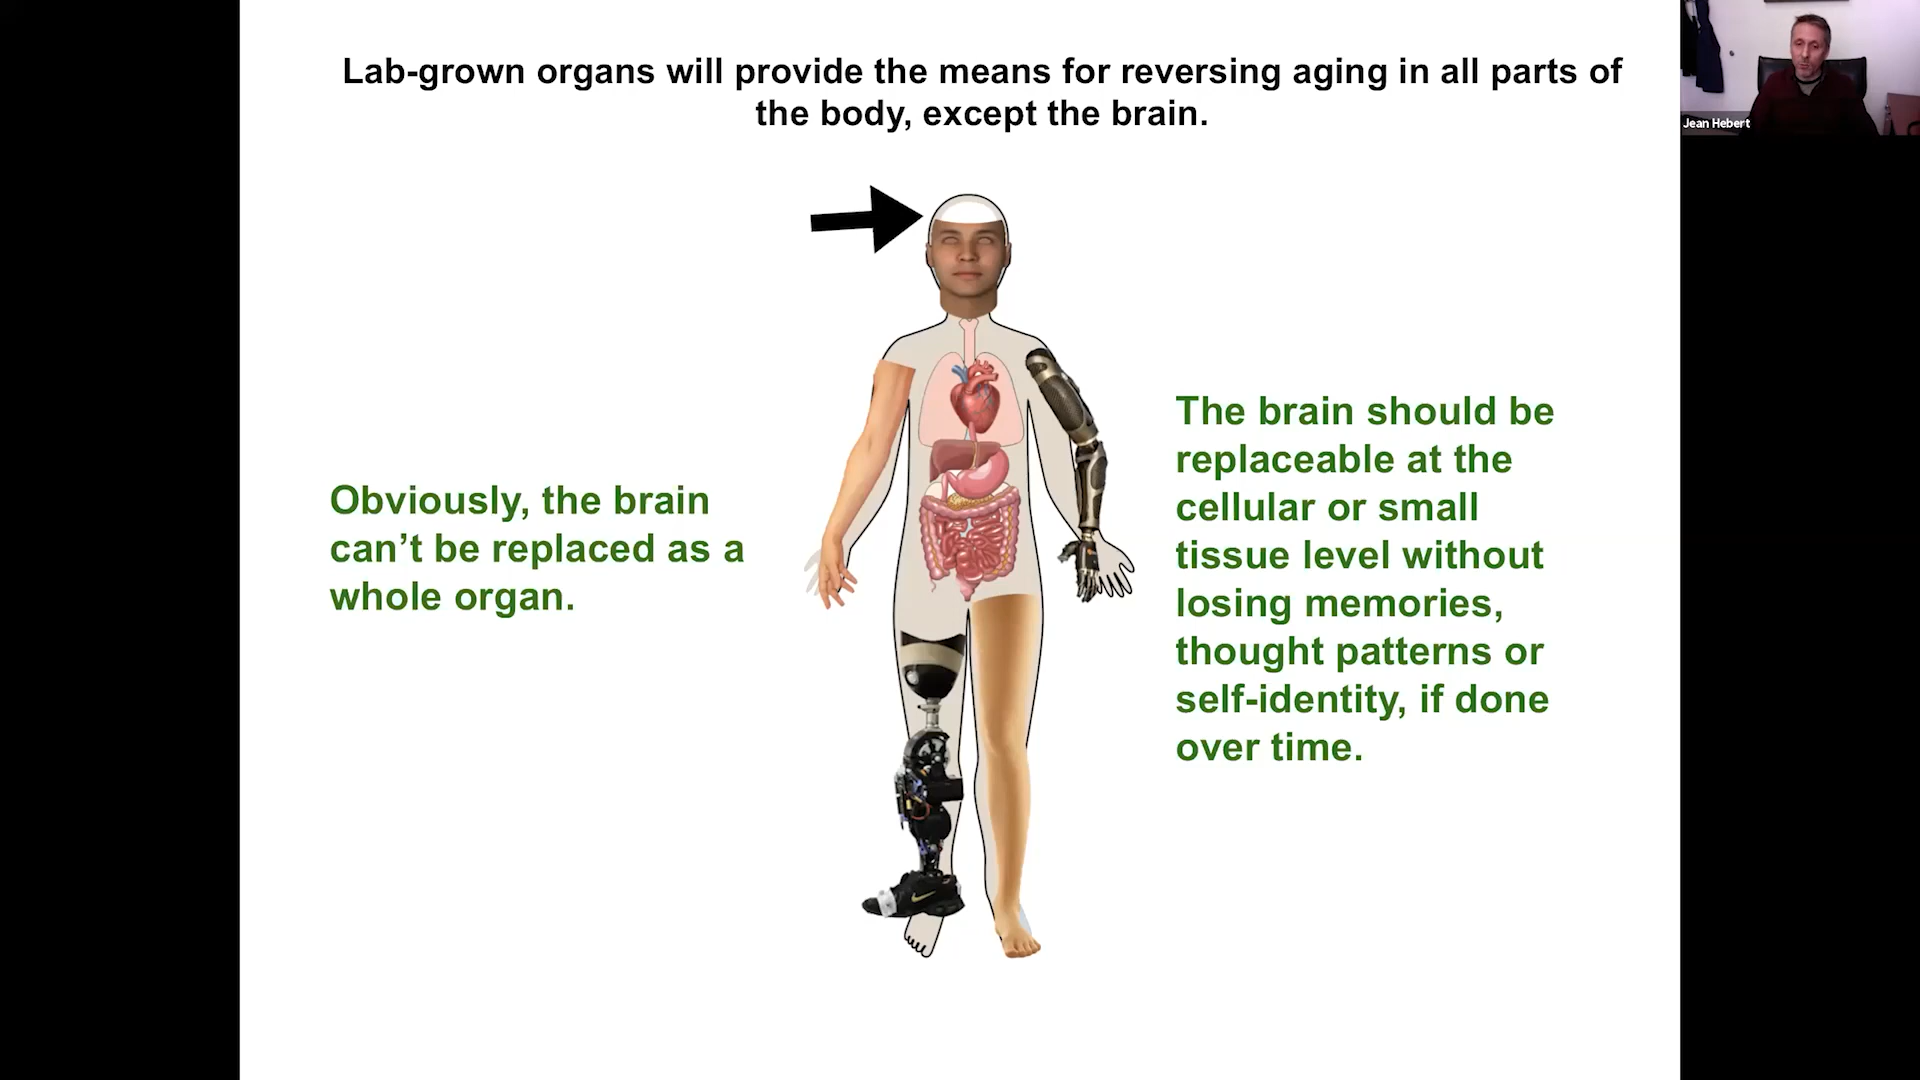 Lab-grown organs will provide the means for reversing aging in all parts of
the body, except the brain.
Jean Hebert
Obviously, the brain
can't be replaced as a
whole organ.
The brain should be
replaceable at the
cellular or small
tissue level without
losing memories,
thought patterns or
self-identity, if done
over time.